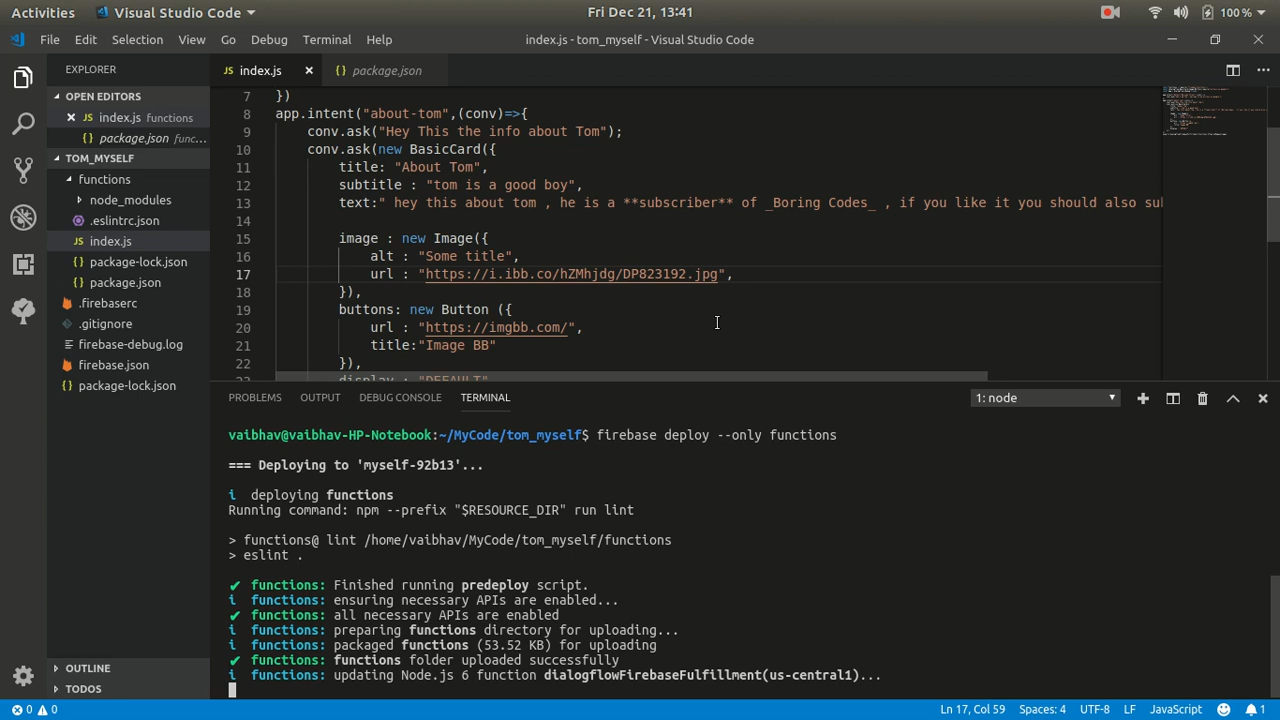 Activities Visual Studio Code Fri Dec 21, 13:41 100 %
File Edit Selection View Go Debug Terminal Help index.js - tom_myself - Visual Studio Code
EXPLORER JS index.js × { } package.json
OPEN EDITORS
× JS index.js functions
{ } package.json func...
TOM_MYSELF
functions
node_modules
.eslintrc.json
JS index.js
{ } package-lock.json
{ } package.json
.firebaserc
.gitignore
firebase-debug.log
{ } firebase.json
{ } package-lock.json
OUTLINE
TODOS
7 })
8 app.intent("about-tom",(conv)=>{
9 conv.ask("Hey This the info about Tom");
10 conv.ask(new BasicCard({
11 title: "About Tom",
12 subtitle : "tom is a good boy",
13 text:" hey this about tom , he is a **subscriber** of _Boring Codes_ , if you like it you should also su
14
15 image : new Image({
16 alt : "Some title",
17 url : "https://i.ibb.co/hZMhjdg/DP823192.jpg",
18 }),
19 buttons: new Button ({
20 url : "https://imgbb.com/",
21 title:"Image BB"
22 }),
display : "DEFAULT"
PROBLEMS OUTPUT DEBUG CONSOLE TERMINAL 1: node
vaibhav@vaibhav-HP-Notebook:~/MyCode/tom_myself$ firebase deploy --only functions
=== Deploying to 'myself-92b13'...
i deploying functions
Running command: npm --prefix "$RESOURCE_DIR" run lint
> functions@ lint /home/vaibhav/MyCode/tom_myself/functions
> eslint .
✔ functions: Finished running predeploy script.
i functions: ensuring necessary APIs are enabled...
✔ functions: all necessary APIs are enabled
i functions: preparing functions directory for uploading...
i functions: packaged functions (53.52 KB) for uploading
✔ functions: functions folder uploaded successfully
i functions: updating Node.js 6 function dialogflowFirebaseFulfillment(us-central1)...
0 0 Ln 17, Col 59 Spaces: 4 UTF-8 LF JavaScript 1